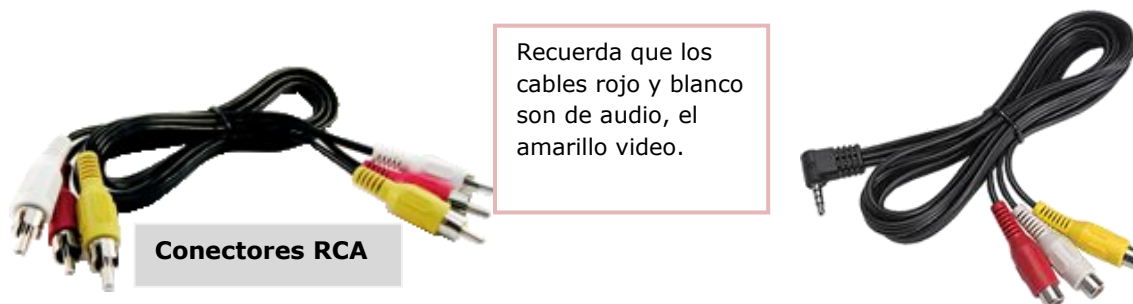 Recuerda que los
cables rojo y blanco
son de audio, el
amarillo video.
Conectores RCA